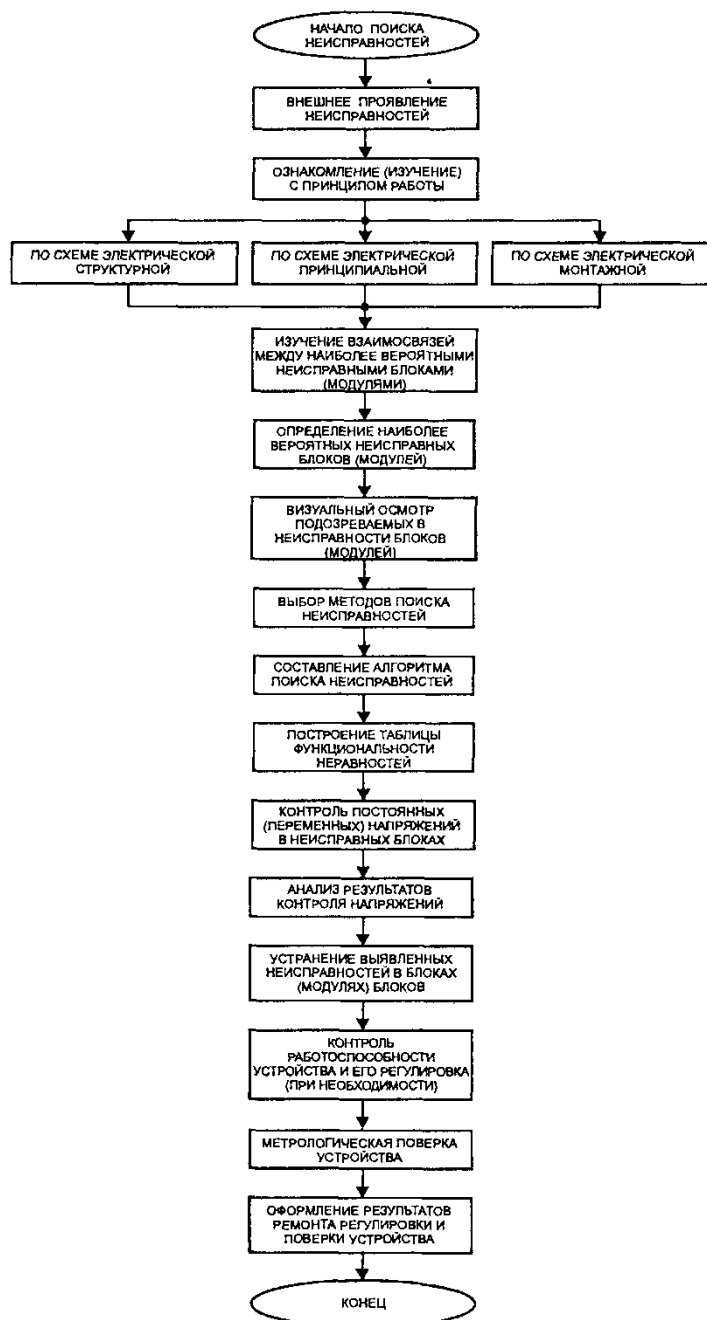 НАЧАЛО ПОИСКА
НЕИСПРАВНОСТЕЙ
ВНЕШНЕЕ ПРОЯВЛЕНИЕ
НЕИСПРАВНОСТЕЙ
ОЗНАКОМЛЕНИЕ (ИЗУЧЕНИЕ)
С ПРИНЦИПОМ РАБОТЫ
ПО СХЕМЕ ЭЛЕКТРИЧЕСКОЙ
СТРУКТУРНОЙ
ПО СХЕМЕ ЭЛЕКТРИЧЕСКОЙ
ПРИНЦИПИАЛЬНОЙ
ПО СХЕМЕ ЭЛЕКТРИЧЕСКОЙ
МОНТАЖНОЙ
ИЗУЧЕНИЕ ВЗАИМОСВЯЗЕЙ
МЕЖДУ НАИБОЛЕЕ ВЕРОЯТНЫМИ
НЕИСПРАВНЫМИ БЛОКАМИ
(МОДУЛЯМИ)
ОПРЕДЕЛЕНИЕ НАИБОЛЕЕ
ВЕРОЯТНЫХ НЕИСПРАВНЫХ
БЛОКОВ (МОДУЛЕЙ)
ВИЗУАЛЬНЫЙ ОСМОТР
ПОДОЗРЕВАЕМЫХ В
НЕИСПРАВНОСТИ БЛОКОВ
(МОДУЛЕЙ)
ВЫБОР МЕТОДОВ ПОИСКА
НЕИСПРАВНОСТЕЙ
СОСТАВЛЕНИЕ АЛГОРИТМА
ПОИСКА НЕИСПРАВНОСТЕЙ
ПОСТРОЕНИЕ ТАБЛИЦЫ
ФУНКЦИОНАЛЬНОСТИ
НЕРАВНОСТЕЙ
КОНТРОЛЬ ПОСТОЯННЫХ
(ПЕРЕМЕННЫХ) НАПРЯЖЕНИЙ
В НЕИСПРАВНЫХ БЛОКАХ
АНАЛИЗ РЕЗУЛЬТАТОВ
КОНТРОЛЯ НАПРЯЖЕНИЙ
УСТРАНЕНИЕ ВЫЯВЛЕННЫХ
НЕИСПРАВНОСТЕЙ В БЛОКАХ
(МОДУЛЯХ) БЛОКОВ
КОНТРОЛЬ
РАБОТОСПОСОБНОСТИ
УСТРОЙСТВА И ЕГО РЕГУЛИРОВКА
(ПРИ НЕОБХОДИМОСТИ)
МЕТРОЛОГИЧЕСКАЯ ПОВЕРКА
УСТРОЙСТВА
ОФОРМЛЕНИЕ РЕЗУЛЬТАТОВ
РЕМОНТА РЕГУЛИРОВКИ И
ПОВЕРКИ УСТРОЙСТВА
КОНЕЦ